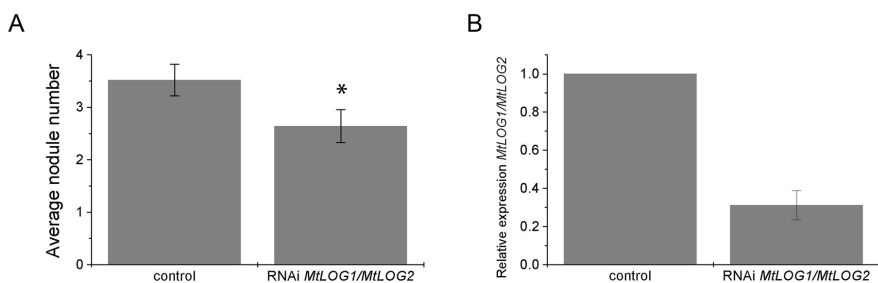 A
Average nodule number
4
3
2
1
0
*
control
RNAi MtLOG1/MtLOG2
B
Relative expression MtLOG1/MtLOG2
1.0
0.8
0.6
0.4
0.2
0.0
control
RNAi MtLOG1/MtLOG2